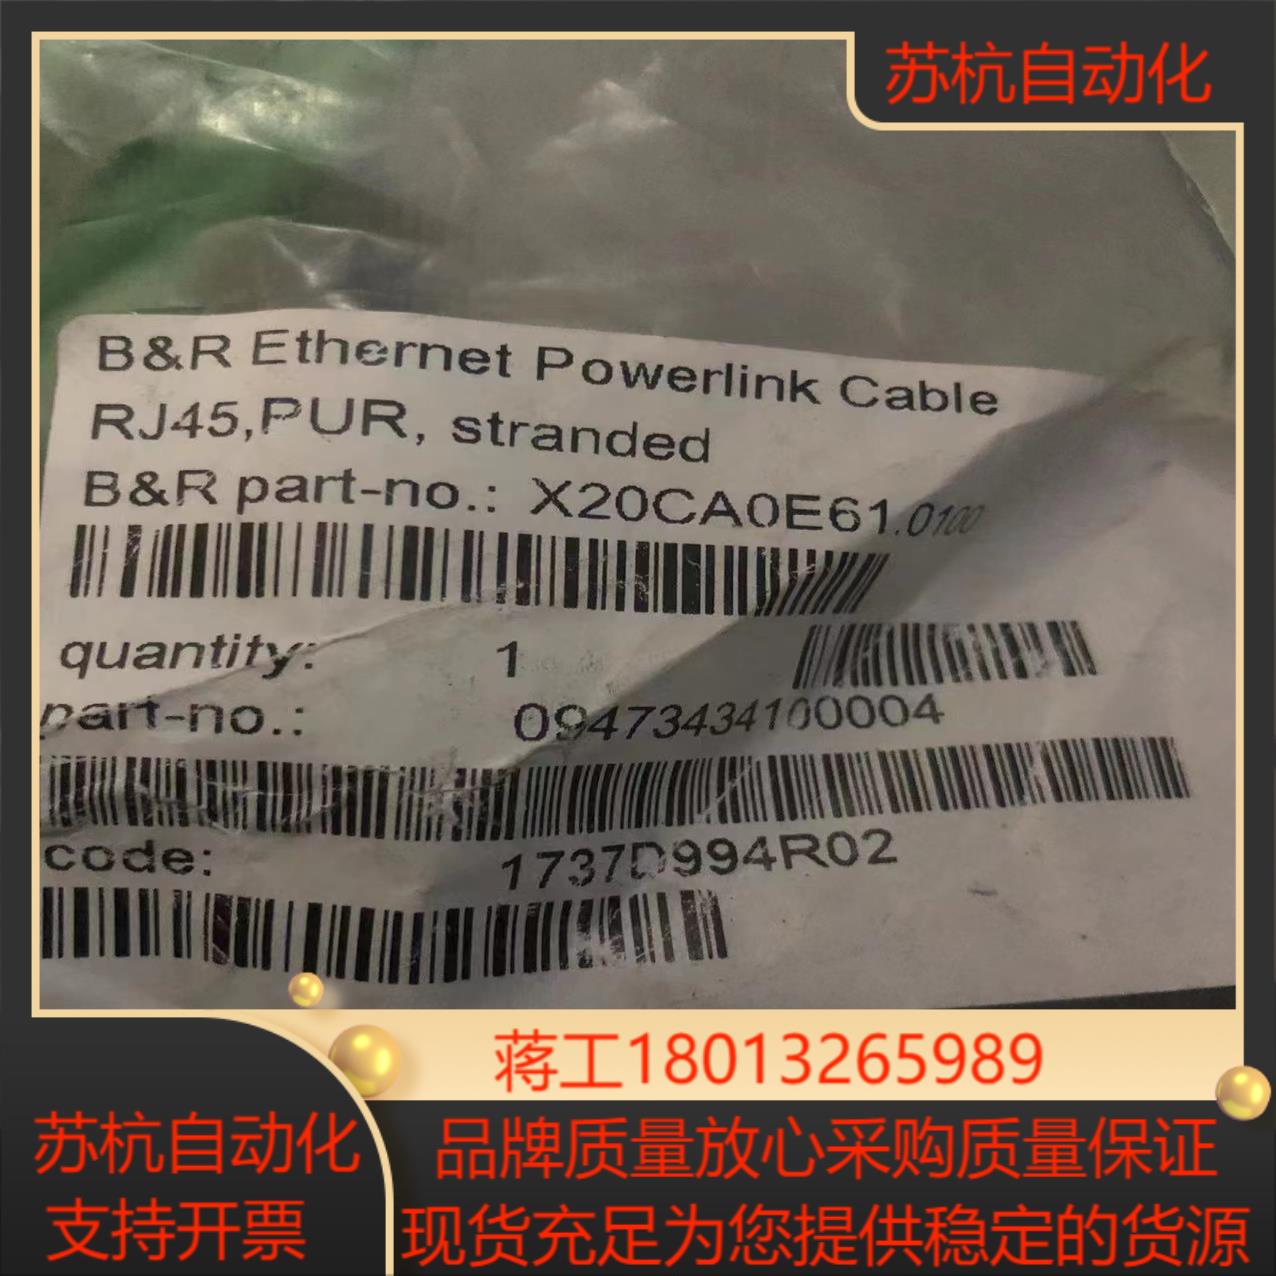 苏杭自动化
B&R Ethernet Powerlink Cable
RJ45,PUR, stranded
B&R part-no.: X20CA0E61.0100
quantity: 1
part-no.: 09473434100004
code: 1737D994R02
蒋工18013265989
苏杭自动化
支持开票
品牌质量放心采购质量保证
现货充足为您提供稳定的货源